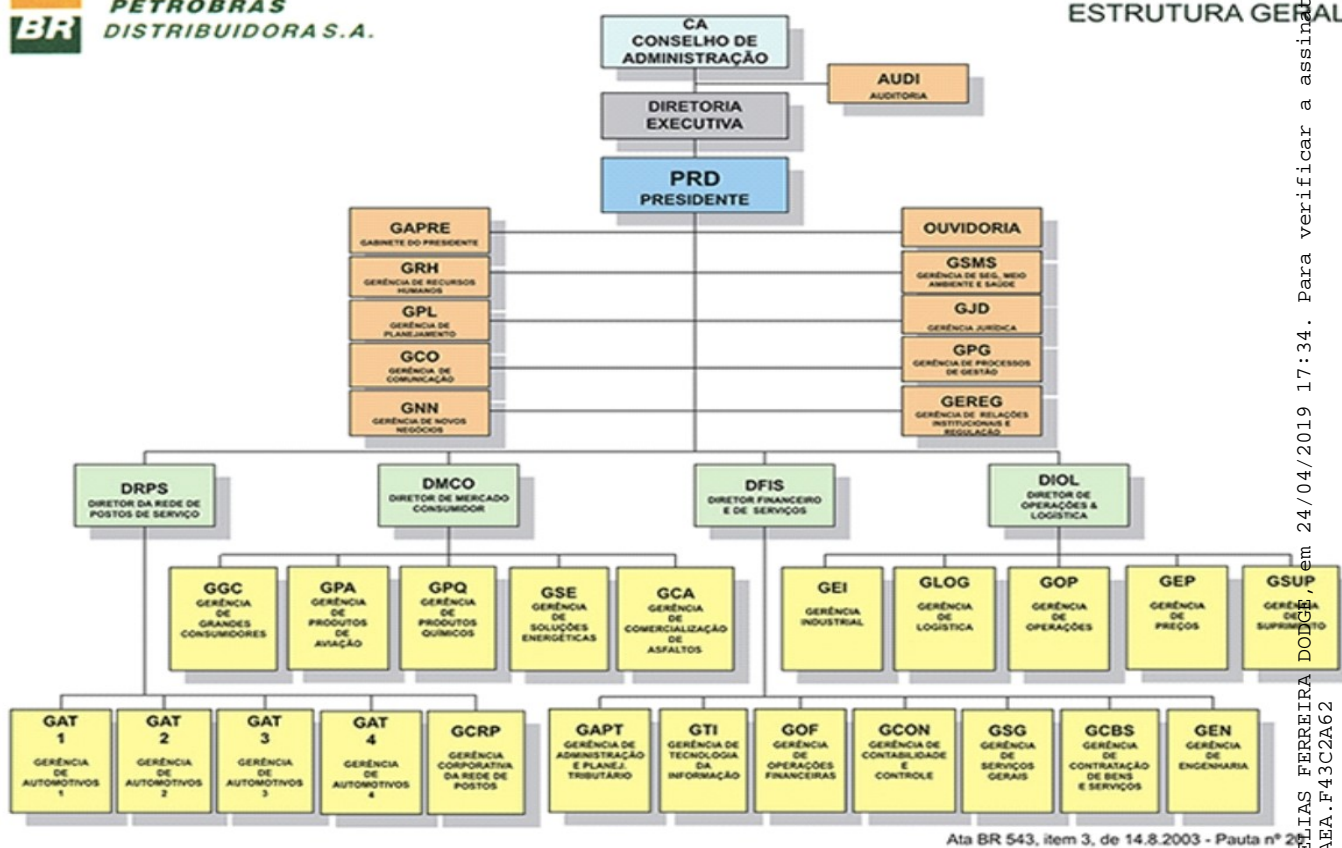 BR
PETROBRAS
DISTRIBUIDORA S.A.
ESTRUTURA GERAL
CA
CONSELHO DE
ADMINISTRAÇÃO
AUDI
AUDITORIA
DIRETORIA
EXECUTIVA
PRD
PRESIDENTE
GAPRE
GABINETE DO PRESIDENTE
OUVIDORIA
GRH
GERÊNCIA DE RECURSOS
HUMANOS
GSMS
GERÊNCIA DE SEG, MEIO
AMBIENTE E SAÚDE
GPL
GERÊNCIA DE
PLANEJAMENTO
GJD
GERÊNCIA JURÍDICA
GCO
GERÊNCIA DE
COMUNICAÇÃO
GPG
GERÊNCIA DE PROCESSOS
DE GESTÃO
GNN
GERÊNCIA DE NOVOS
NEGÓCIOS
GEREG
GERÊNCIA DE RELAÇÕES
INSTITUCIONAIS E
REGULAÇÃO
DRPS
DIRETOR DA REDE DE
POSTOS DE SERVIÇO
DMCO
DIRETOR DE MERCADO
CONSUMIDOR
DFIS
DIRETOR FINANCEIRO
E DE SERVIÇOS
DIOL
DIRETOR DE
OPERAÇÕES &
LOGÍSTICA
GGC
GERÊNCIA
DE
GRANDES
CONSUMIDORES
GPA
GERÊNCIA
DE
PRODUTOS
DE
AVIAÇÃO
GPQ
GERÊNCIA
DE
PRODUTOS
QUÍMICOS
GSE
GERÊNCIA
DE
SOLUÇÕES
ENERGÉTICAS
GCA
GERÊNCIA
DE
COMERCIALIZAÇÃO
DE
ASFALTOS
GEI
GERÊNCIA
INDUSTRIAL
GLOG
GERÊNCIA
DE
LOGÍSTICA
GOP
GERÊNCIA
DE
OPERAÇÕES
GEP
GERÊNCIA
DE
PREÇOS
GSUP
GERÊNCIA
DE
SUPRIMENTO
GAT
1
GERÊNCIA
DE
AUTOMOTIVOS
1
GAT
2
GERÊNCIA
DE
AUTOMOTIVOS
2
GAT
3
GERÊNCIA
DE
AUTOMOTIVOS
3
GAT
4
GERÊNCIA
DE
AUTOMOTIVOS
4
GCRP
GERÊNCIA
CORPORATIVA
DA REDE DE
POSTOS
GAPT
GERÊNCIA DE
ADMINISTRAÇÃO
E PLANEJ.
TRIBUTÁRIO
GTI
GERÊNCIA DE
TECNOLOGIA
DA
INFORMAÇÃO
GOF
GERÊNCIA
DE
OPERAÇÕES
FINANCEIRAS
GCON
GERÊNCIA DE
CONTABILIDADE
E
CONTROLE
GSG
GERÊNCIA
DE
SERVIÇOS
GERAIS
GCBS
GERÊNCIA
DE
CONTRATAÇÃO
DE BENS
E SERVIÇOS
GEN
GERÊNCIA
DE
ENGENHARIA
Ata BR 543, item 3, de 14.8.2003 - Pauta nº
ELIAS FERREIRA DODGE, em 24/04/2019 17:34. Para verificar a
AEA.F43C2A62